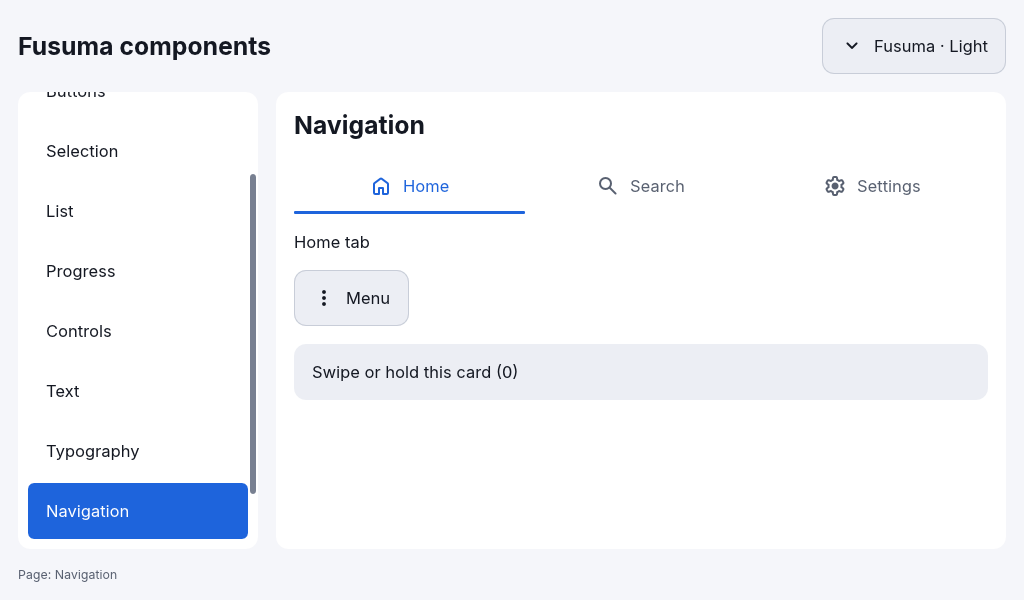 Fusuma components
Fusuma · Light
Buttons
Selection
List
Progress
Controls
Text
Typography
Navigation
Navigation
Home
Search
Settings
Home tab
Menu
Swipe or hold this card (0)
Page: Navigation